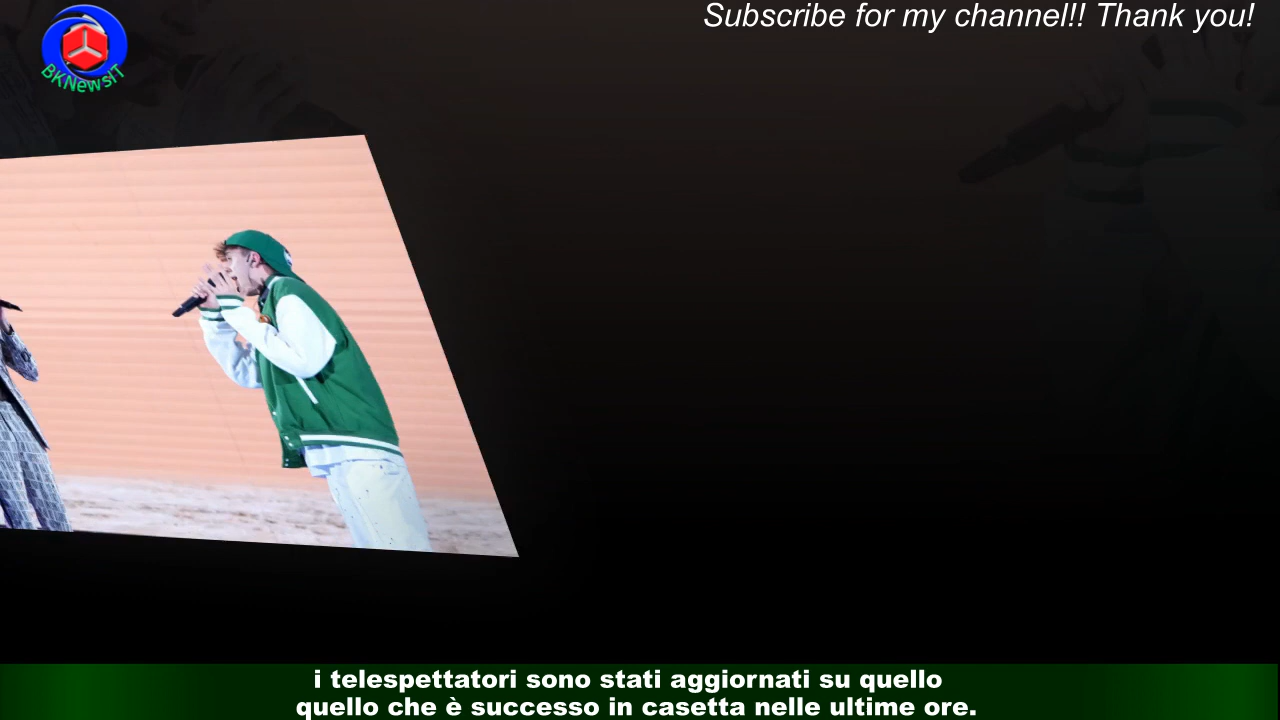 Subscribe for my channel!! Thank you!
BKNewsIT
i telespettatori sono stati aggiornati su quello
quello che è successo in casetta nelle ultime ore.